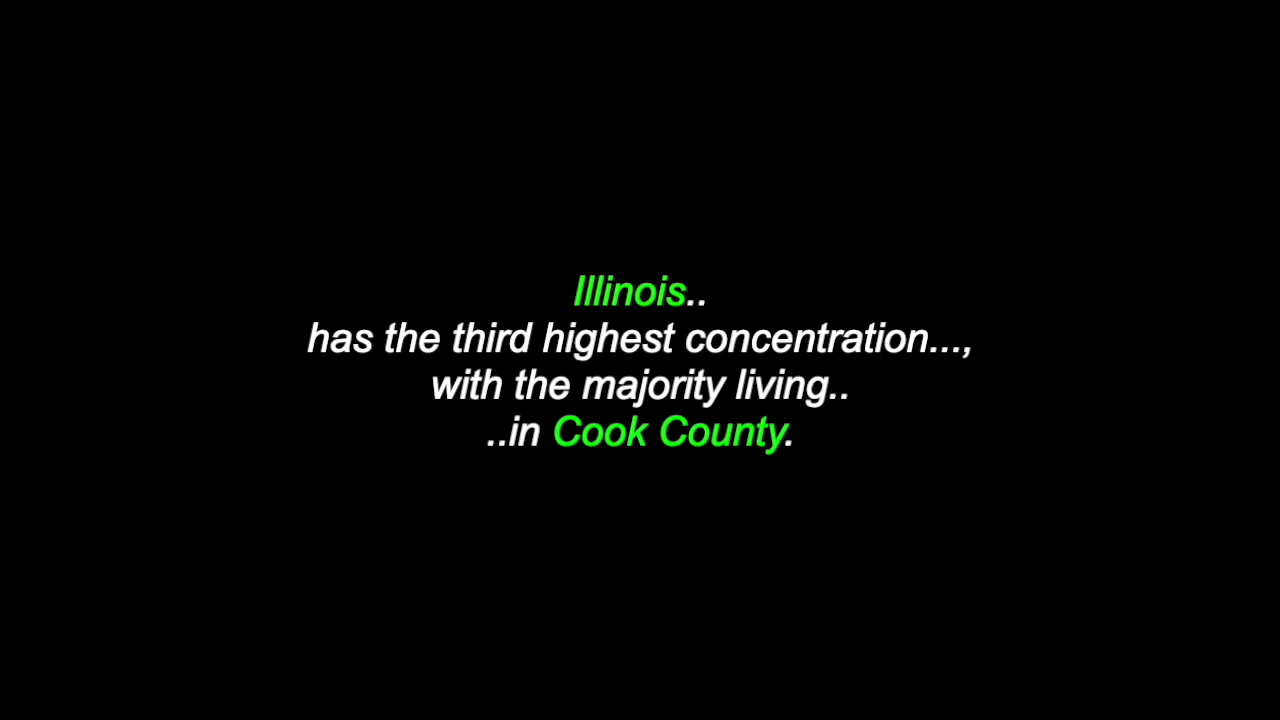 Illinois..
has the third highest concentration...,
with the majority living..
..in Cook County.